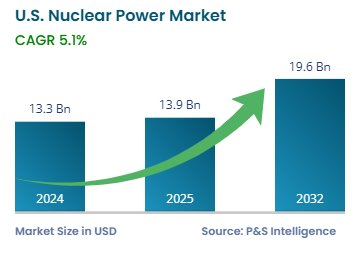 U.S. Nuclear Power Market
CAGR 5.1%
13.3 Bn
13.9 Bn
19.6 Bn
2024
2025
2032
Market Size in USD
Source: P&S Intelligence